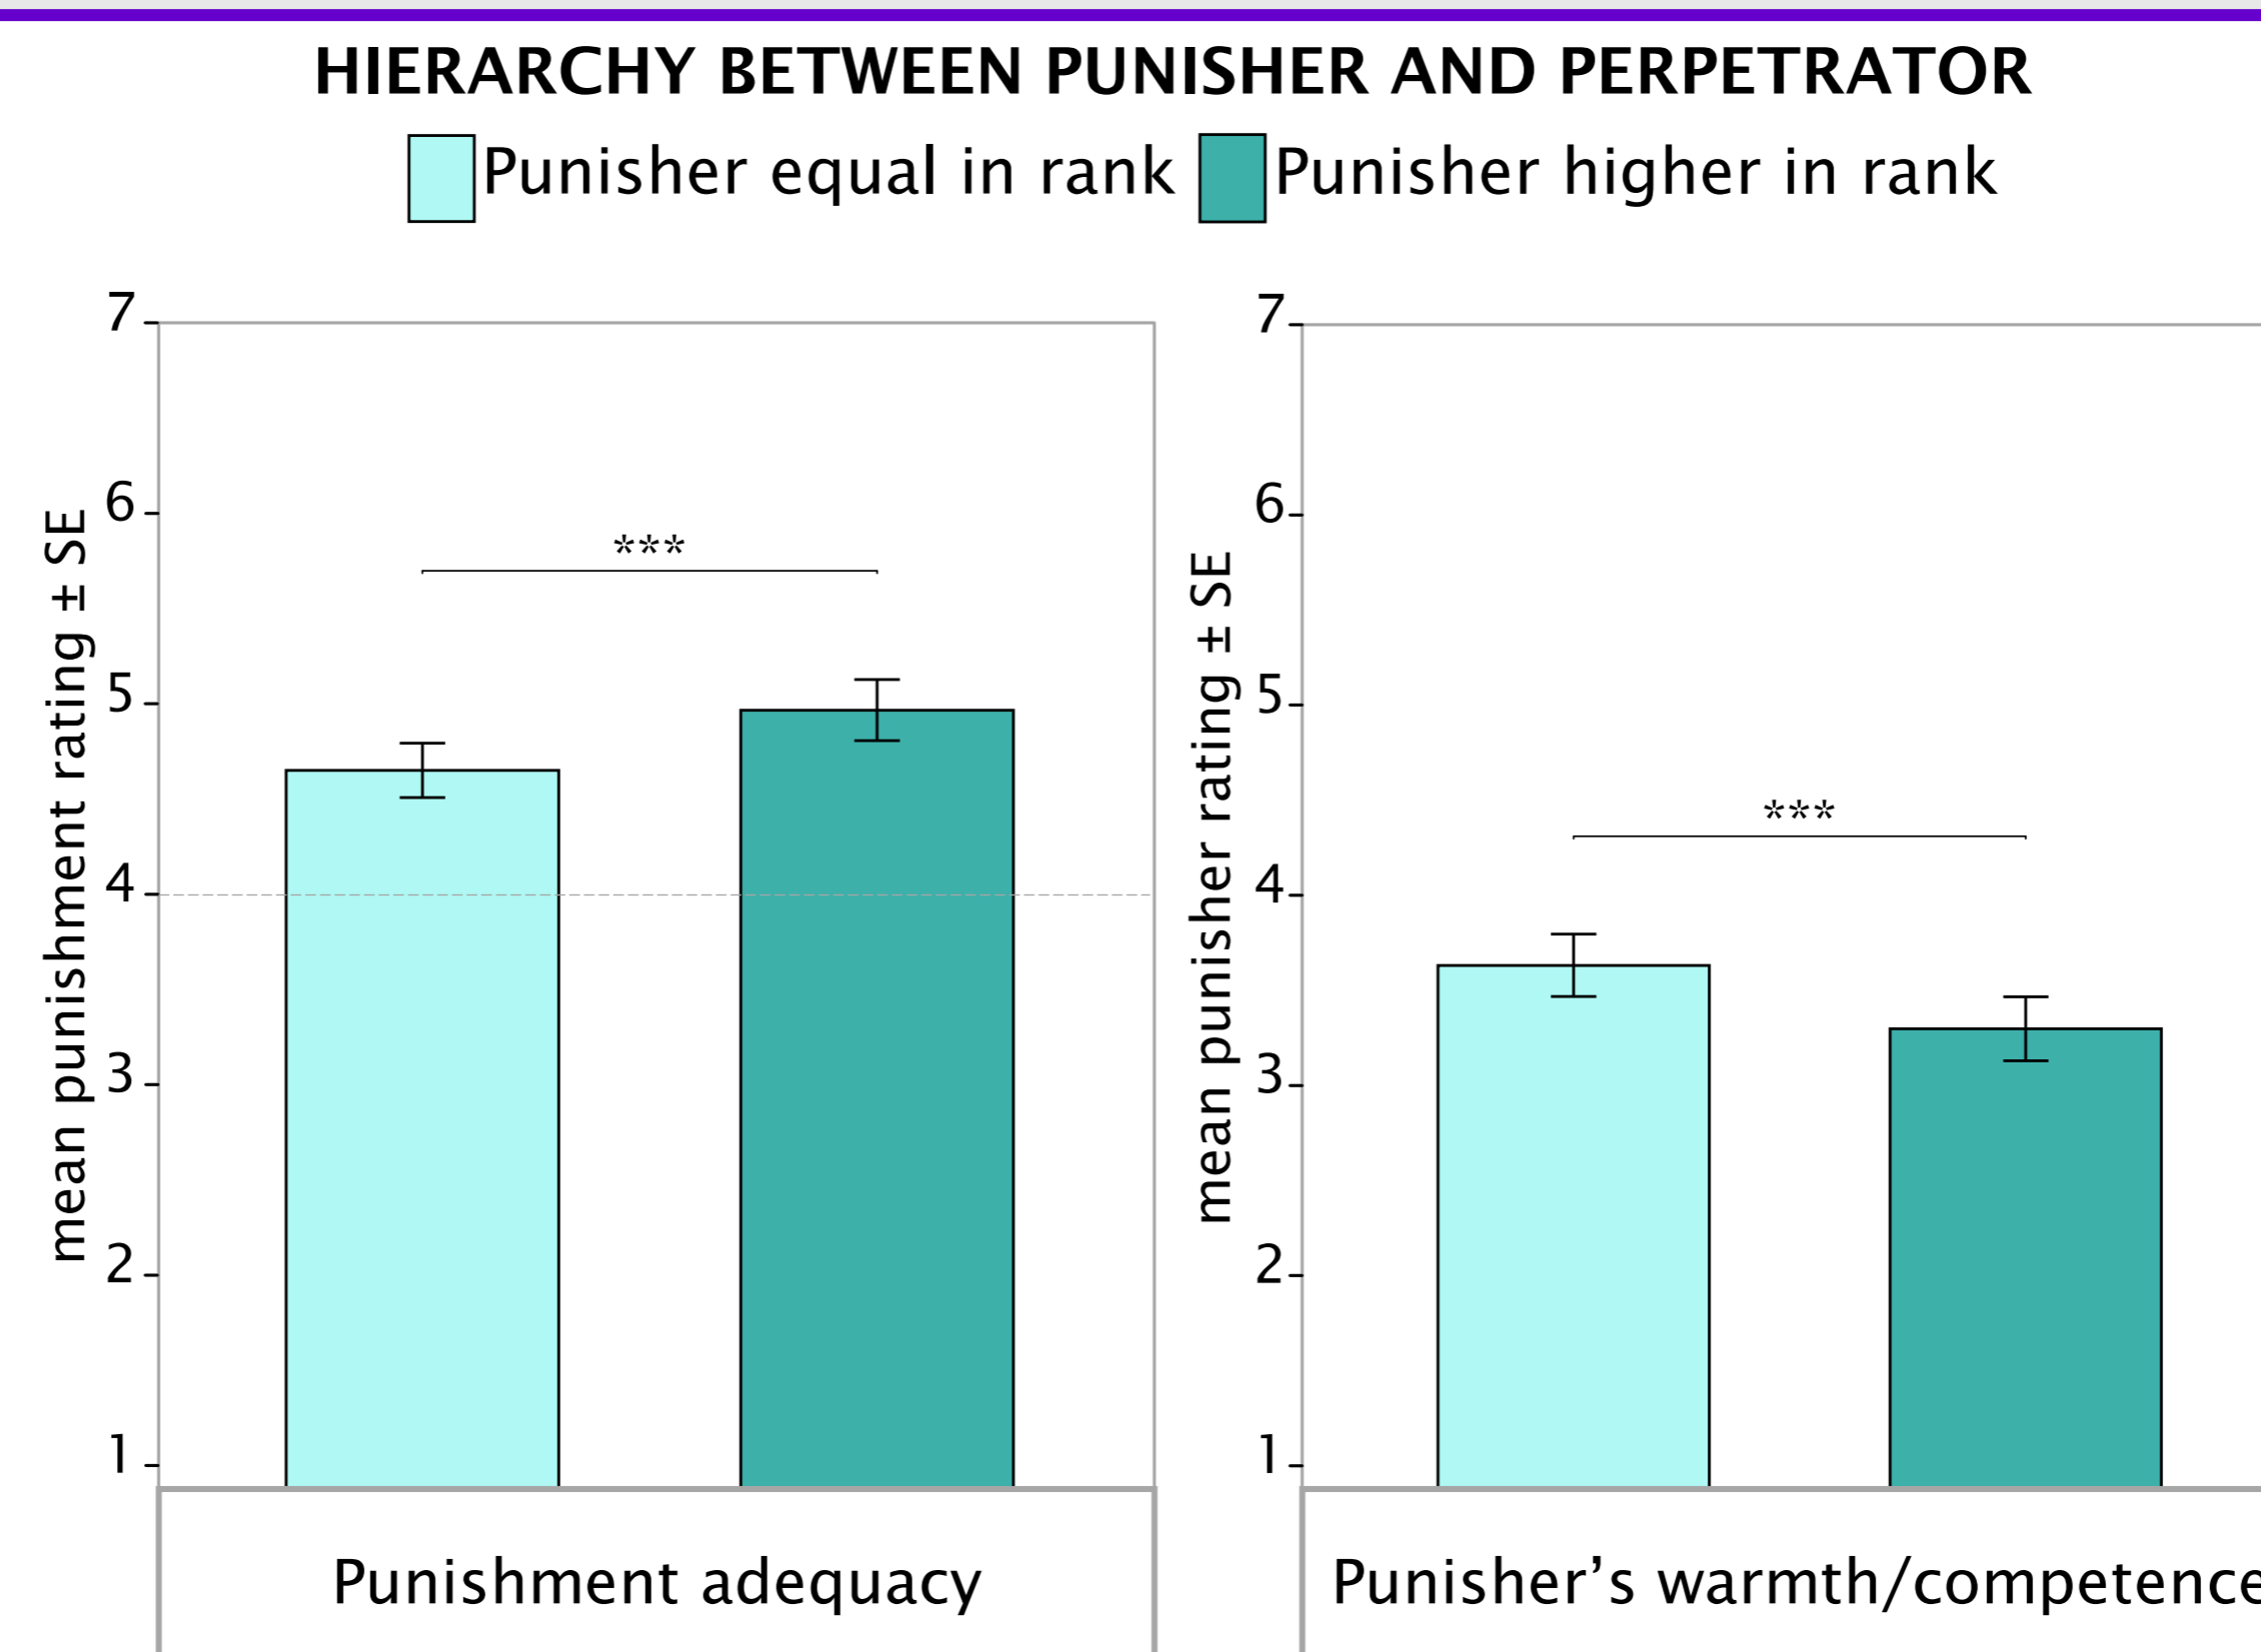 HIERARCHY BETWEEN PUNISHER AND PERPETRATOR
Punisher equal in rank Punisher higher in rank
mean punishment rating ± SE
7
6
5
4
3
2
1
***
Punishment adequacy
mean punisher rating ± SE
7
6
5
4
3
2
1
***
Punisher’s warmth/competence